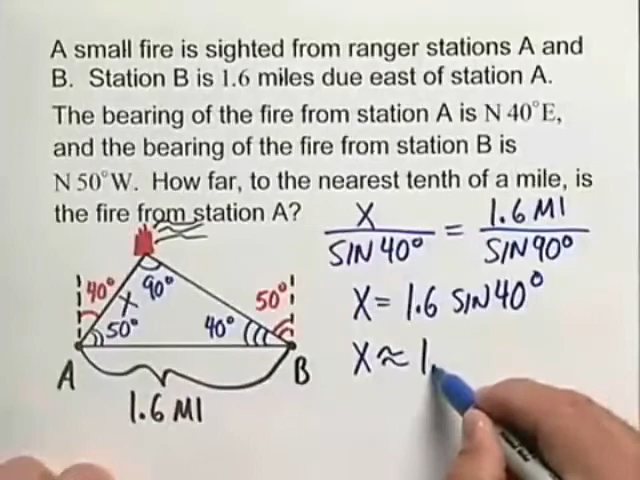 A small fire is sighted from ranger stations A and
B. Station B is 1.6 miles due east of station A.
The bearing of the fire from station A is N 40°E,
and the bearing of the fire from station B is
N 50°W. How far, to the nearest tenth of a mile, is
the fire from station A?
X / SIN 40° = 1.6 MI / SIN 90°
X = 1.6 SIN 40°
X ≈ 1.
40° X 90° 50°
50° 40°
A B
1.6 MI